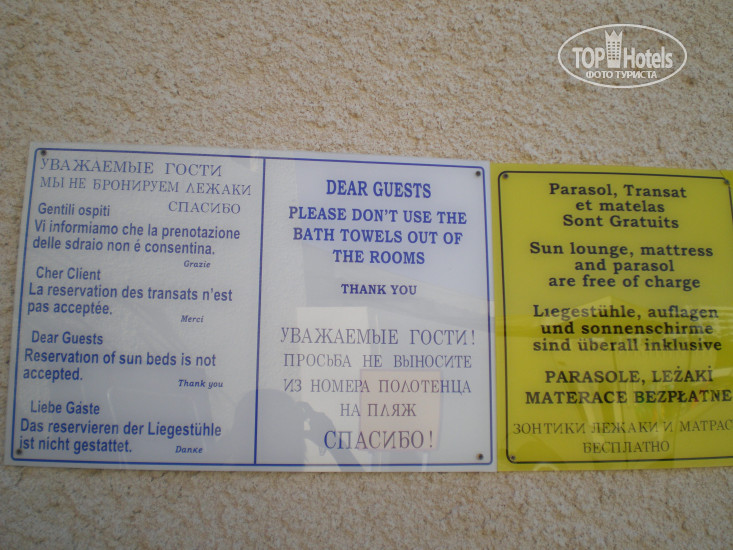 TOP Hotels
ФОТО ТУРИСТА
УВАЖАЕМЫЕ ГОСТИ
МЫ НЕ БРОНИРУЕМ ЛЕЖАКИ
СПАСИБО
Gentili ospiti
Vi informiamo che la prenotazione
delle sdraio non é consentina.
Grazie
Cher Client
La reservation des transats n'est
pas acceptée.
Merci
Dear Guests
Reservation of sun beds is not
accepted.
Thank you
Liebe Gäste
Das reservieren der Liegestühle
ist nicht gestattet.
Danke
DEAR GUESTS
PLEASE DON'T USE THE
BATH TOWELS OUT OF
THE ROOMS
THANK YOU
УВАЖАЕМЫЕ ГОСТИ!
ПРОСЬБА НЕ ВЫНОСИТЕ
ИЗ НОМЕРА ПОЛОТЕНЦА
НА ПЛЯЖ
СПАСИБО!
Parasol, Transat
et matelas
Sont Gratuits
Sun lounge, mattress
and parasol
are free of charge
Liegestühle, auflagen
und sonnenschirme
sind überall inklusive
PARASOLE, LEŻAKİ
MATERACE BEZPŁATNE
ЗОНТИКИ ЛЕЖАКИ И МАТРАС
БЕСПЛАТНО